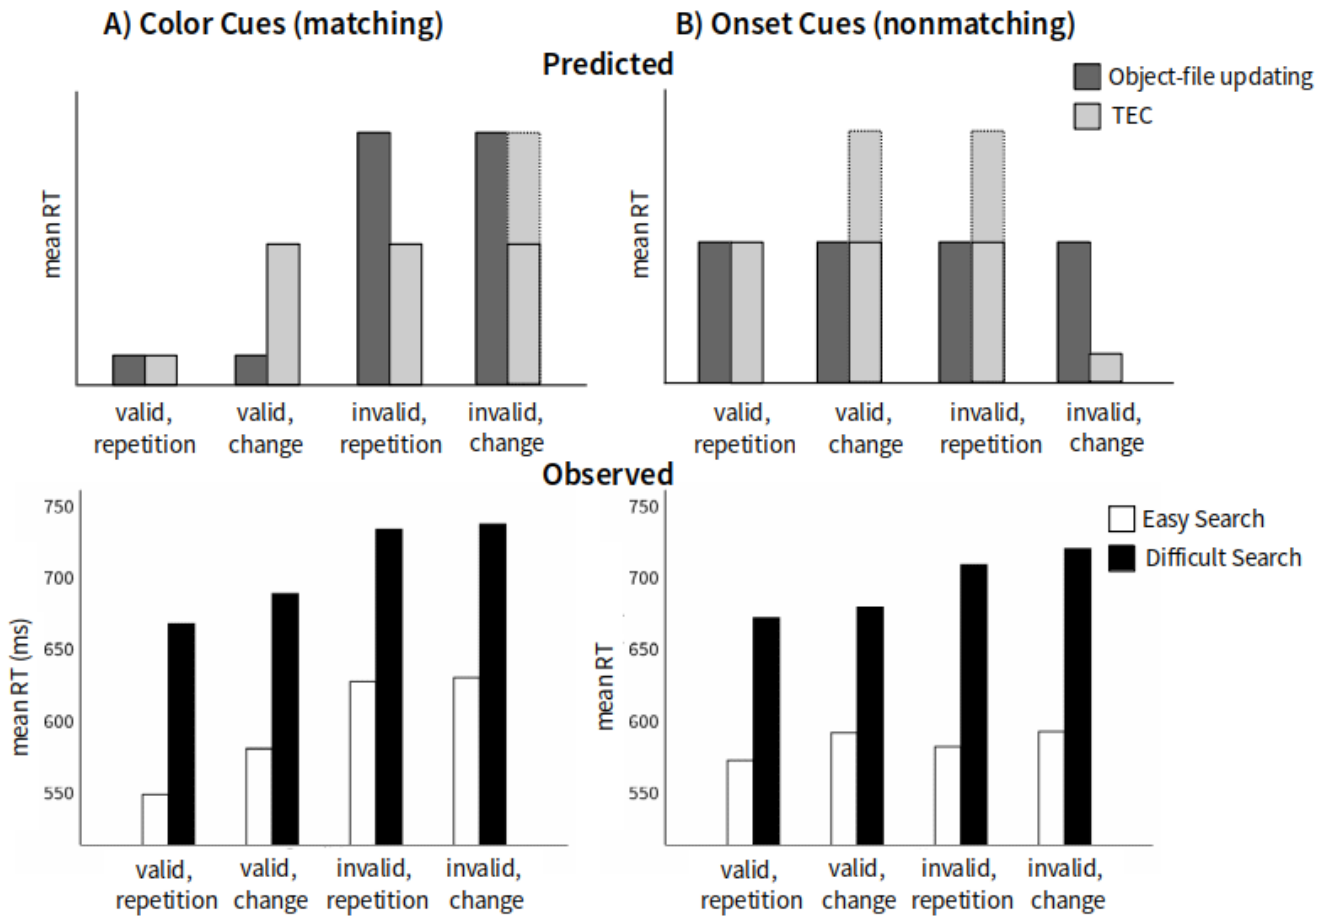 A) Color Cues (matching)
B) Onset Cues (nonmatching)
Predicted
Object-file updating
TEC
mean RT
valid, repetition
valid, change
invalid, repetition
invalid, change
mean RT
valid, repetition
valid, change
invalid, repetition
invalid, change
Observed
750
700
650
600
550
mean RT (ms)
valid, repetition
valid, change
invalid, repetition
invalid, change
750
700
650
600
550
mean RT
Easy Search
Difficult Search
valid, repetition
valid, change
invalid, repetition
invalid, change